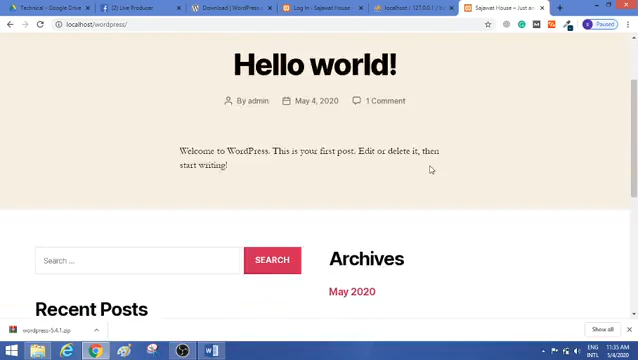 Technical - Google Drive
(2) Live Producer
Download | WordPress.c
Log In ‹ Sajawat House —
localhost / 127.0.0.1 / b
Sajawat House – Just an
localhost/wordpress/
Paused
Hello world!
By admin
May 4, 2020
1 Comment
Welcome to WordPress. This is your first post. Edit or delete it, then
start writing!
Search …
SEARCH
Archives
May 2020
Recent Posts
wordpress-5.4.1.zip
Show all
ENG
11:35 AM
INTL
5/4/2020